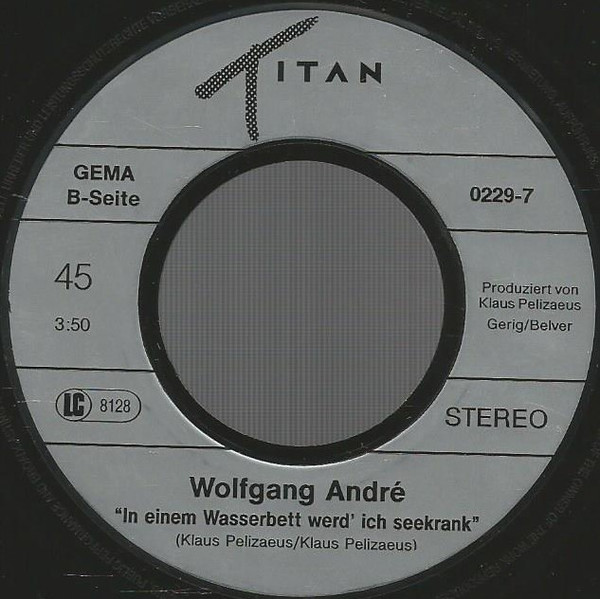 TITAN
GEMA
B-Seite
0229-7
45
3:50
Produziert von
Klaus Pelizaeus
Gerig/Belver
LC 8128
STEREO
Wolfgang André
"In einem Wasserbett werd' ich seekrank"
(Klaus Pelizaeus/Klaus Pelizaeus)